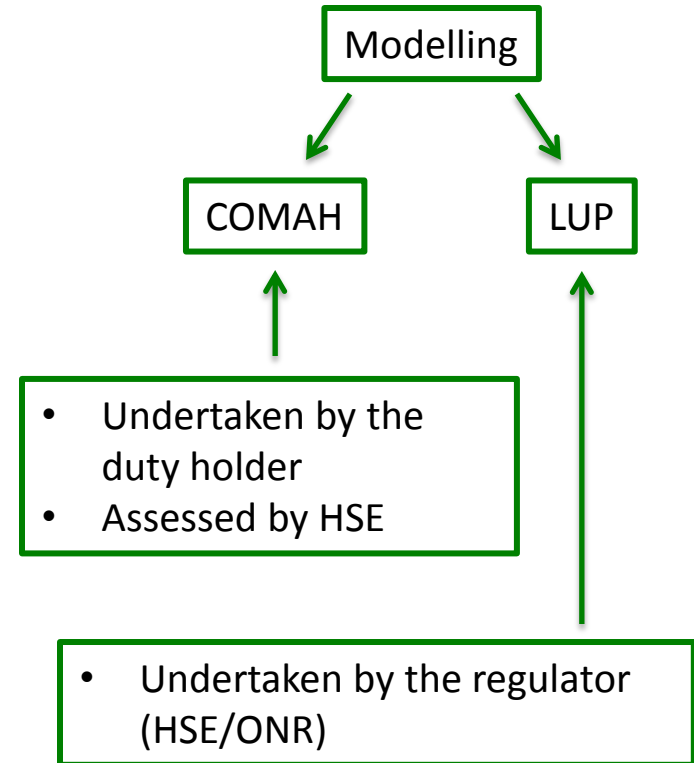 Modelling
COMAH
LUP
• Undertaken by the
duty holder
• Assessed by HSE
• Undertaken by the regulator
(HSE/ONR)